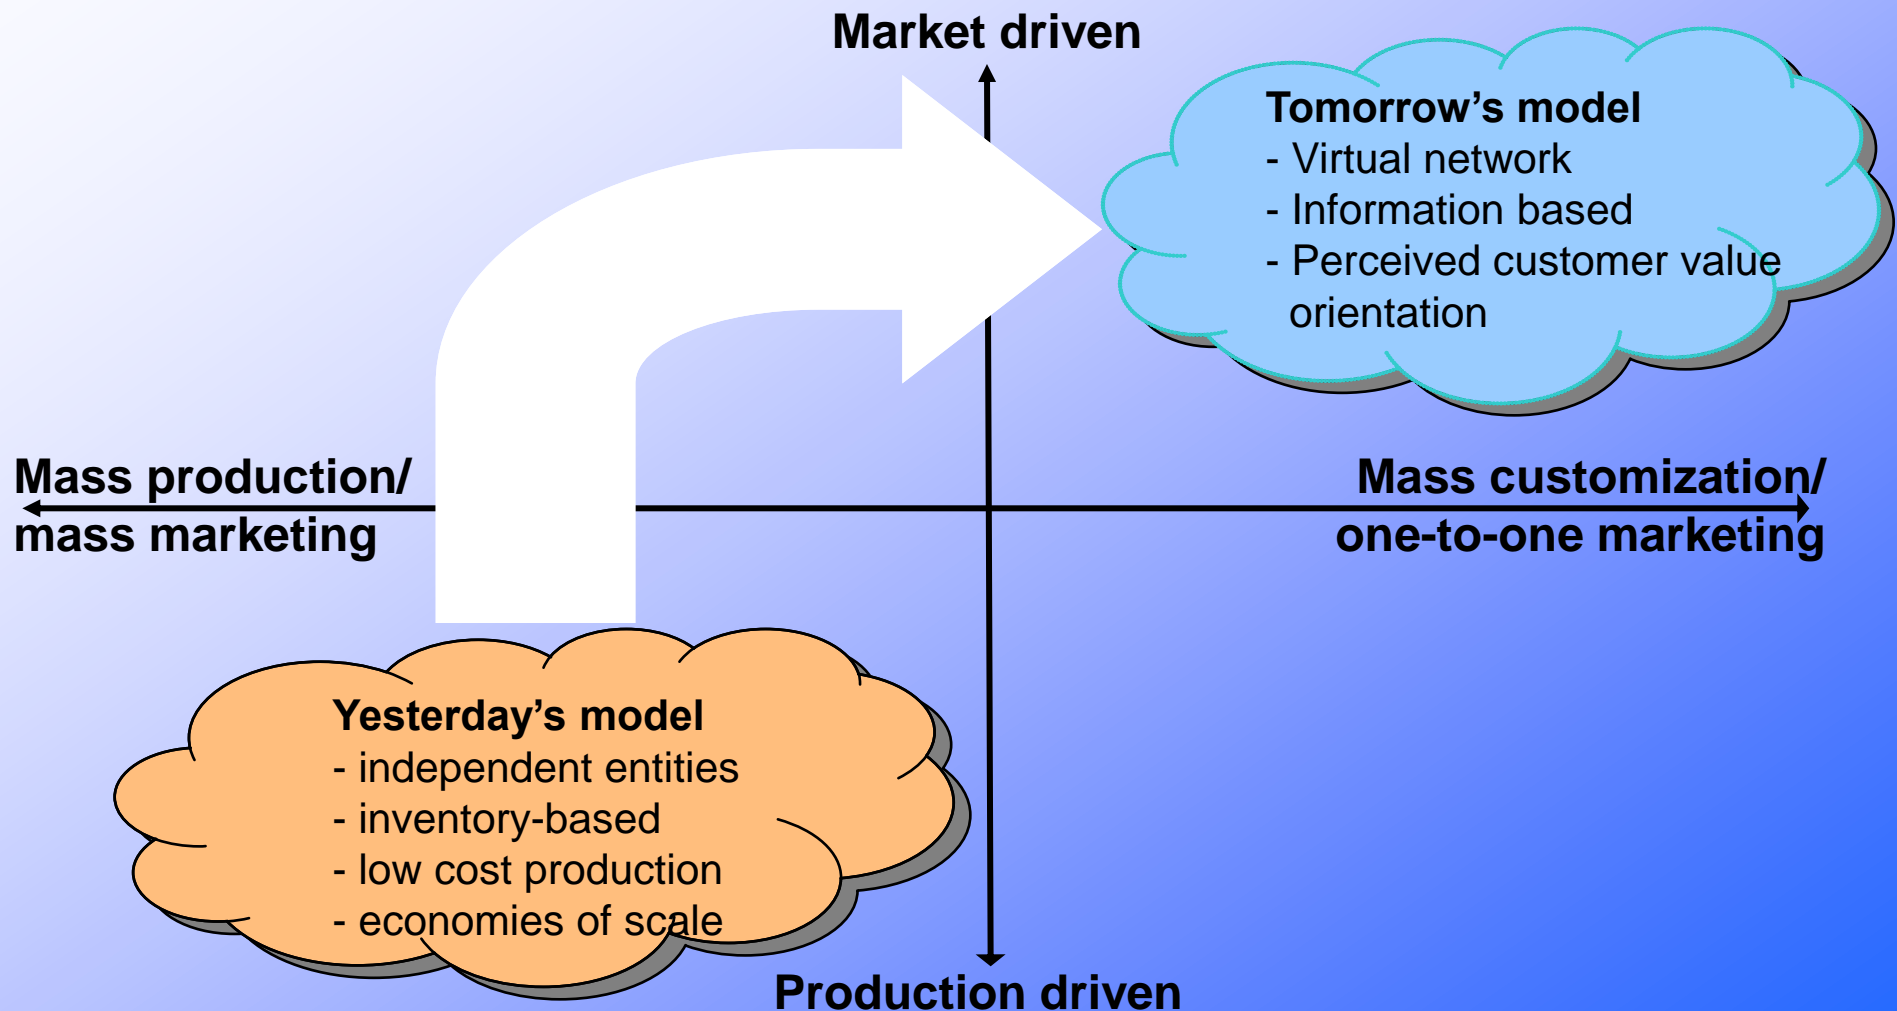 Market driven
Tomorrow’s model
- Virtual network
- Information based
- Perceived customer value
orientation
Mass production/
mass marketing
Mass customization/
one-to-one marketing
Yesterday’s model
- independent entities
- inventory-based
- low cost production
- economies of scale
Production driven